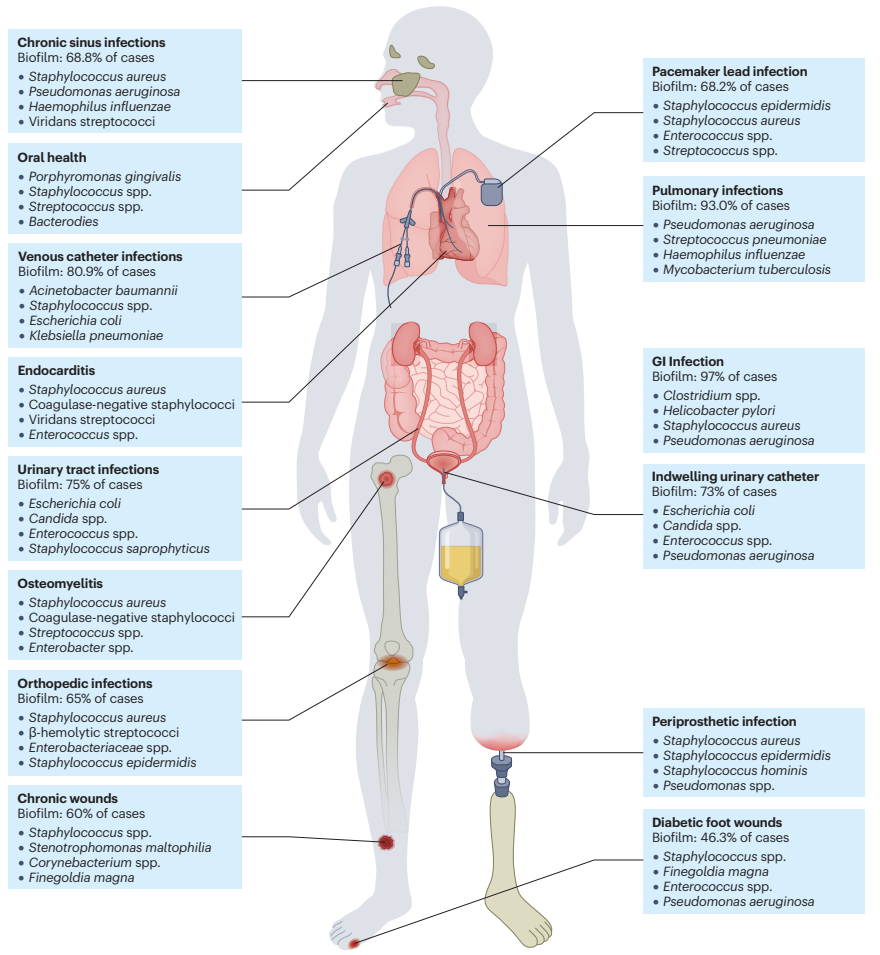 Chronic sinus infections
Biofilm: 68.8% of cases
• Staphylococcus aureus
• Pseudomonas aeruginosa
• Haemophilus influenzae
• Viridans streptococci
Oral health
• Porphyromonas gingivalis
• Staphylococcus spp.
• Streptococcus spp.
• Bacterodies
Venous catheter infections
Biofilm: 80.9% of cases
• Acinetobacter baumannii
• Staphylococcus spp.
• Escherichia coli
• Klebsiella pneumoniae
Endocarditis
• Staphylococcus aureus
• Coagulase-negative staphylococci
• Viridans streptococci
• Enterococcus spp.
Urinary tract infections
Biofilm: 75% of cases
• Escherichia coli
• Candida spp.
• Enterococcus spp.
• Staphylococcus saprophyticus
Osteomyelitis
• Staphylococcus aureus
• Coagulase-negative staphylococci
• Streptococcus spp.
• Enterobacter spp.
Orthopedic infections
Biofilm: 65% of cases
• Staphylococcus aureus
• β-hemolytic streptococci
• Enterobacteriaceae spp.
• Staphylococcus epidermidis
Chronic wounds
Biofilm: 60% of cases
• Staphylococcus spp.
• Stenotrophomonas maltophilia
• Corynebacterium spp.
• Finegoldia magna
Pacemaker lead infection
Biofilm: 68.2% of cases
• Staphylococcus epidermidis
• Staphylococcus aureus
• Enterococcus spp.
• Streptococcus spp.
Pulmonary infections
Biofilm: 93.0% of cases
• Pseudomonas aeruginosa
• Streptococcus pneumoniae
• Haemophilus influenzae
• Mycobacterium tuberculosis
GI Infection
Biofilm: 97% of cases
• Clostridium spp.
• Helicobacter pylori
• Staphylococcus aureus
• Pseudomonas aeruginosa
Indwelling urinary catheter
Biofilm: 73% of cases
• Escherichia coli
• Candida spp.
• Enterococcus spp.
• Pseudomonas aeruginosa
Periprosthetic infection
• Staphylococcus aureus
• Staphylococcus epidermidis
• Staphylococcus hominis
• Pseudomonas spp.
Diabetic foot wounds
Biofilm: 46.3% of cases
• Staphylococcus spp.
• Finegoldia magna
• Enterococcus spp.
• Pseudomonas aeruginosa